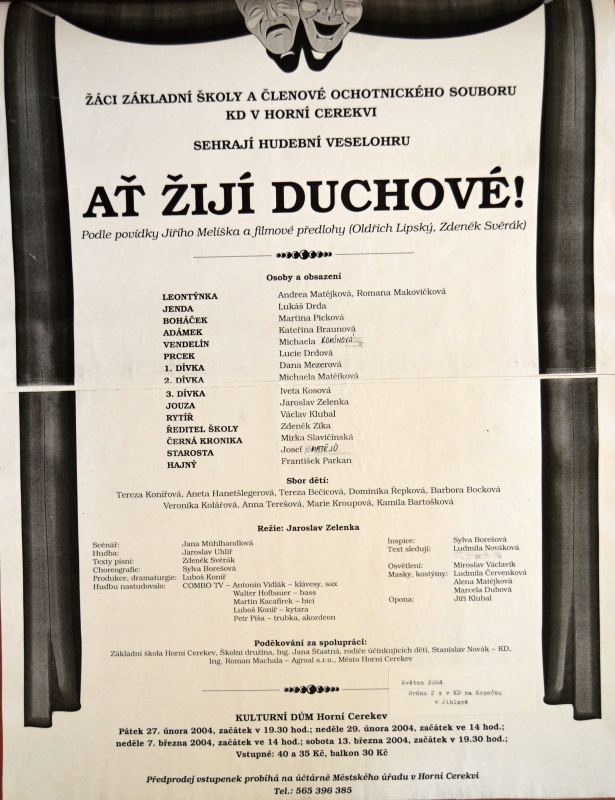 ŽÁCI ZÁKLADNÍ ŠKOLY A ČLENOVÉ OCHOTNICKÉHO SOUBORU
KD V HORNÍ CEREKVI
SEHRAJÍ HUDEBNÍ VESELOHRU
AŤ ŽIJÍ DUCHOVÉ!
Podle povídky Jiřího Melíška a filmové předlohy (Oldřich Lipský, Zdeněk Svěrák)
Osoby a obsazení
LEONTÝNKA Andrea Matějková, Romana Makovičková
JENDA Lukáš Drda
BOHÁČEK Martina Picková
ADÁMEK Kateřina Braunová
VENDELÍN Michaela KOMÍNOVÁ
PRCEK Lucie Drdová
1. DÍVKA Dana Mezerová
2. DÍVKA Michaela Matějková
3. DÍVKA Iveta Kosová
JOUZA Jaroslav Zelenka
RYTÍŘ Václav Klubal
ŘEDITEL ŠKOLY Zdeněk Zíka
ČERNÁ KRONIKA Mirka Slavičínská
STAROSTA Josef MATĚJŮ
HAJNÝ František Parkan
Sbor dětí:
Tereza Konířová, Aneta Hanetšlegerová, Tereza Bečicová, Dominika Řepková, Barbora Bocková
Veronika Kolářová, Anna Terešová, Marie Kroupová, Kamila Bartošková
Režie: Jaroslav Zelenka
Scénář: Jana Mühlhandlová
Hudba: Jaroslav Uhlíř
Texty písní: Zdeněk Svěrák
Choreografie: Sylva Borešová
Produkce, dramaturgie: Luboš Koníř
Hudbu nastudovalo: COMBO TV – Antonín Vidlák – klávesy, sax
Walter Hofbauer – bass
Martin Kacafírek – bicí
Luboš Koníř – kytara
Petr Píša – trubka, akordeon
Inspice: Sylva Borešová
Text sledují: Ludmila Nováková
Osvětlení: Miroslav Václavík
Masky, kostýmy: Ludmila Červenková
Alena Matějková
Marcela Dubová
Opona: Jiří Klubal
Poděkování za spolupráci:
Základní škola Horní Cerekev, Školní družina, Ing. Jana Šťastná, rodiče účinkujících dětí, Stanislav Novák – KD,
Ing. Roman Machala – Agroal s.r.o., Město Horní Cerekev
Květen 2004
Hráno 2 x v KD na Kopečku
v Jihlavě
KULTURNÍ DŮM Horní Cerekev
Pátek 27. února 2004, začátek v 19.30 hod.; neděle 29. února 2004, začátek ve 14 hod.;
neděle 7. března 2004, začátek ve 14 hod.; sobota 13. března 2004, začátek v 19.30 hod.;
Vstupné: 40 a 35 Kč, balkon 30 Kč
Předprodej vstupenek probíhá na účtárně Městského úřadu v Horní Cerekvi
Tel.: 565 396 385